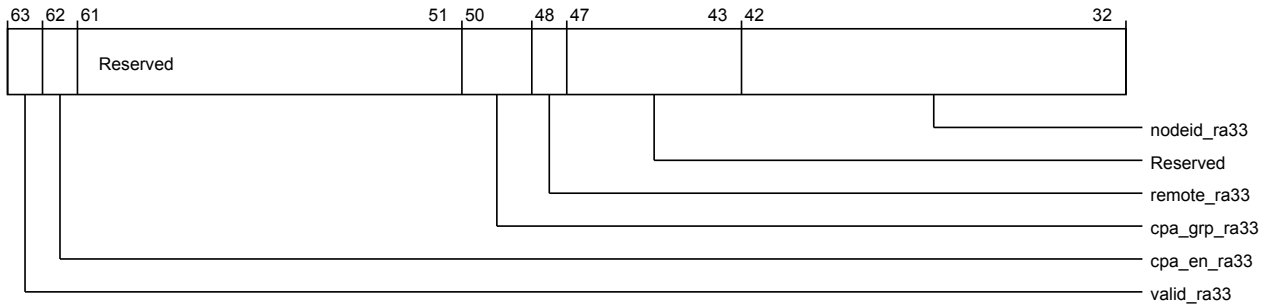 63 62 61 51 50 48 47 43 42 32
Reserved
nodeid_ra33
Reserved
remote_ra33
cpa_grp_ra33
cpa_en_ra33
valid_ra33